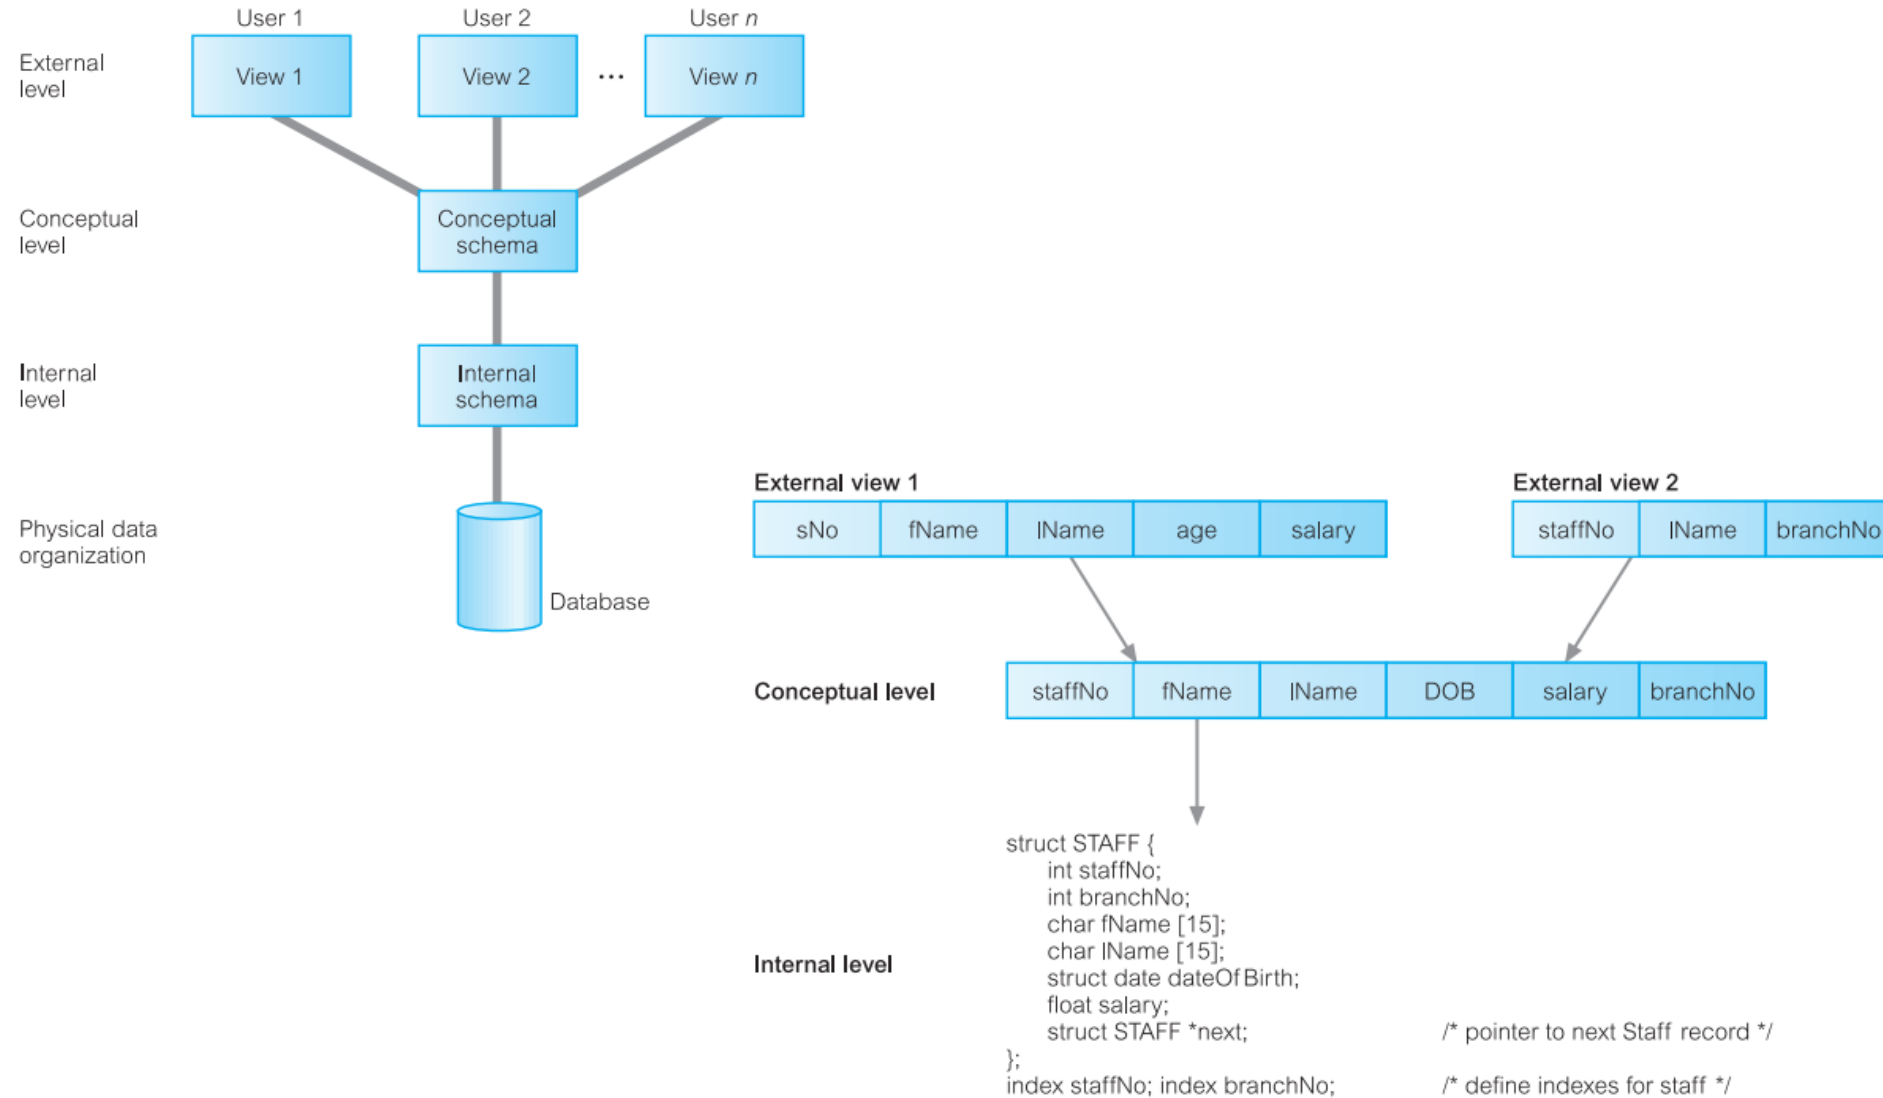 User 1
User 2
User n
External
level
View 1
View 2
...
View n
Conceptual
level
Conceptual
schema
Internal
level
Internal
schema
Physical data
organization
Database
External view 1
sNo
fName
lName
age
salary
External view 2
staffNo
lName
branchNo
Conceptual level
staffNo
fName
lName
DOB
salary
branchNo
Internal level
struct STAFF {
int staffNo;
int branchNo;
char fName [15];
char lName [15];
struct date dateOfBirth;
float salary;
struct STAFF *next; /* pointer to next Staff record */
};
index staffNo; index branchNo; /* define indexes for staff */